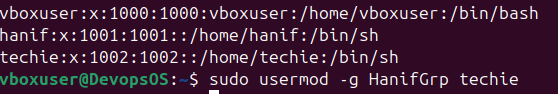 vboxuser:x:1000:1000:vboxuser:/home/vboxuser:/bin/bash
hanif:x:1001:1001::/home/hanif:/bin/sh
techie:x:1002:1002::/home/techie:/bin/sh
vboxuser@DevopsOS:~$ sudo usermod -g HanifGrp techie